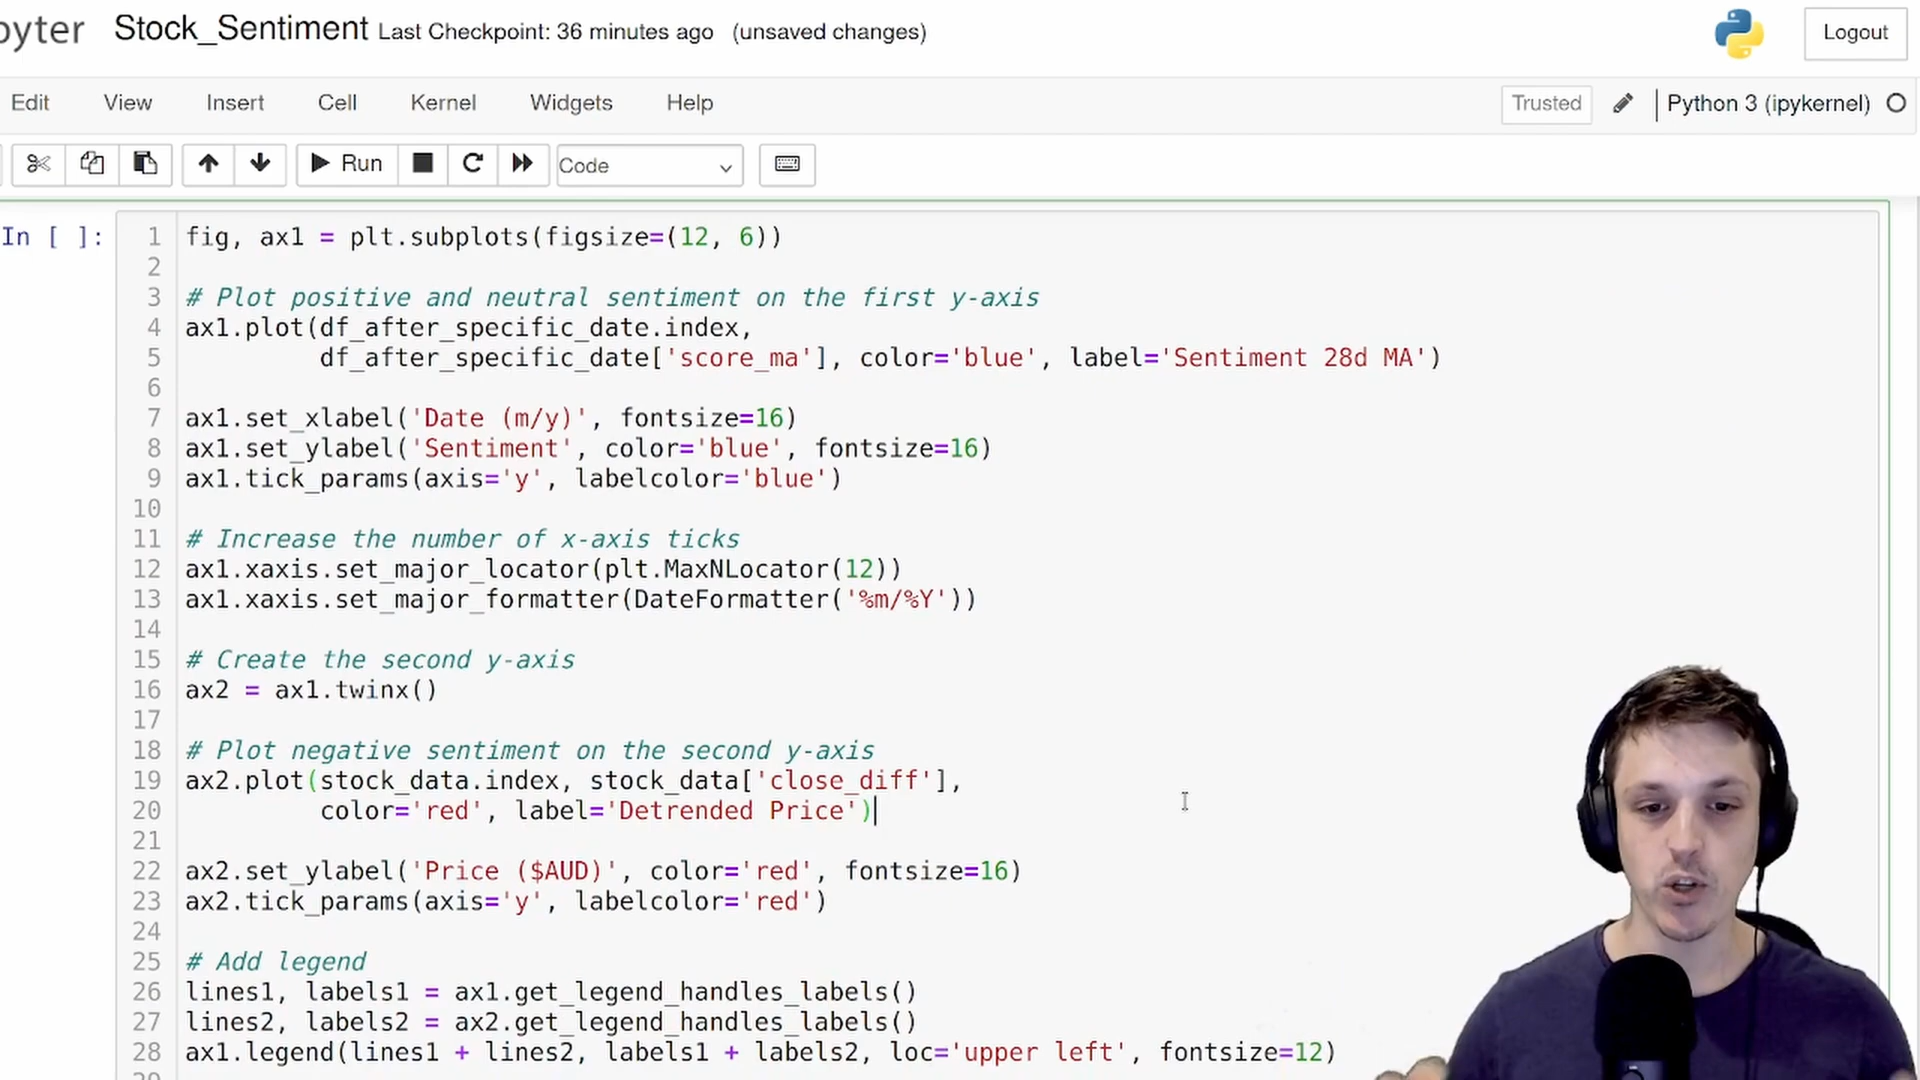 pyter Stock_Sentiment Last Checkpoint: 36 minutes ago (unsaved changes) Logout
Edit View Insert Cell Kernel Widgets Help Trusted Python 3 (ipykernel)
Run Code
In [ ]:
1 fig, ax1 = plt.subplots(figsize=(12, 6))
2
3 # Plot positive and neutral sentiment on the first y-axis
4 ax1.plot(df_after_specific_date.index,
5 df_after_specific_date['score_ma'], color='blue', label='Sentiment 28d MA')
6
7 ax1.set_xlabel('Date (m/y)', fontsize=16)
8 ax1.set_ylabel('Sentiment', color='blue', fontsize=16)
9 ax1.tick_params(axis='y', labelcolor='blue')
10
11 # Increase the number of x-axis ticks
12 ax1.xaxis.set_major_locator(plt.MaxNLocator(12))
13 ax1.xaxis.set_major_formatter(DateFormatter('%m/%Y'))
14
15 # Create the second y-axis
16 ax2 = ax1.twinx()
17
18 # Plot negative sentiment on the second y-axis
19 ax2.plot(stock_data.index, stock_data['close_diff'],
20 color='red', label='Detrended Price')
21
22 ax2.set_ylabel('Price ($AUD)', color='red', fontsize=16)
23 ax2.tick_params(axis='y', labelcolor='red')
24
25 # Add legend
26 lines1, labels1 = ax1.get_legend_handles_labels()
27 lines2, labels2 = ax2.get_legend_handles_labels()
28 ax1.legend(lines1 + lines2, labels1 + labels2, loc='upper left', fontsize=12)